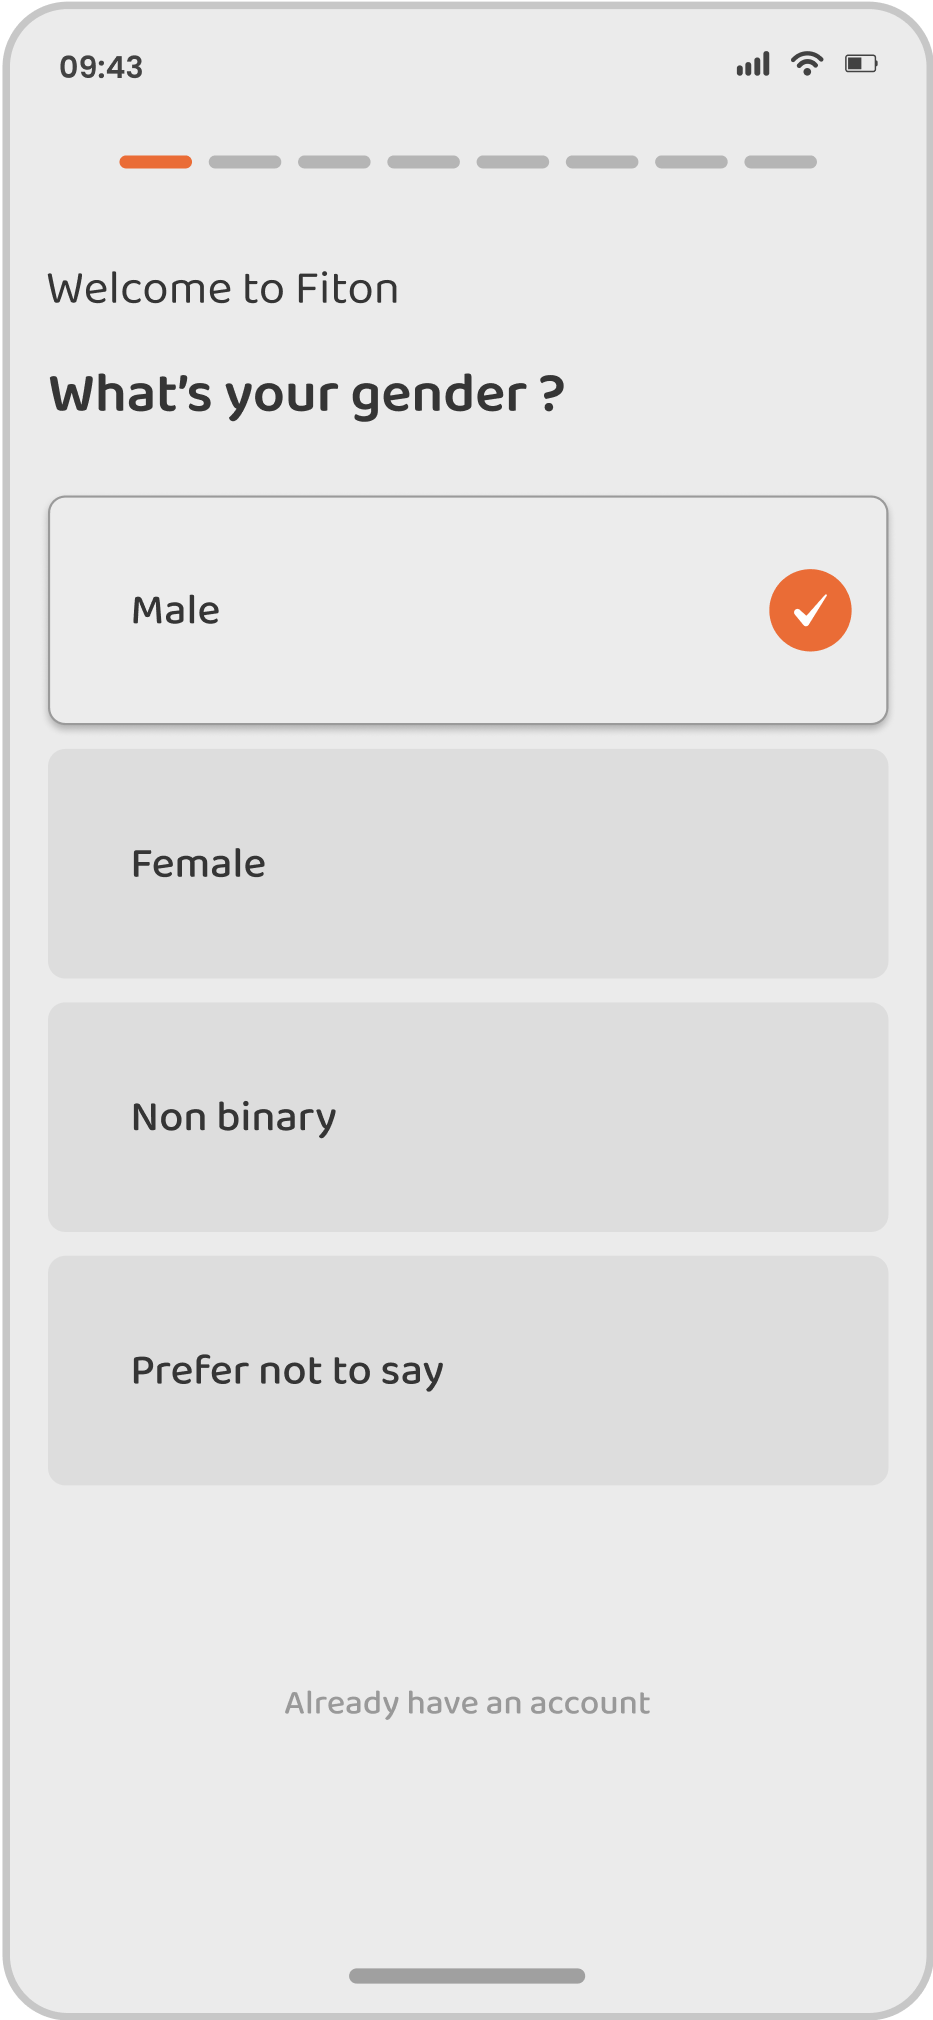 09:43
Welcome to Fiton
What's your gender ?
Male
Female
Non binary
Prefer not to say
Already have an account